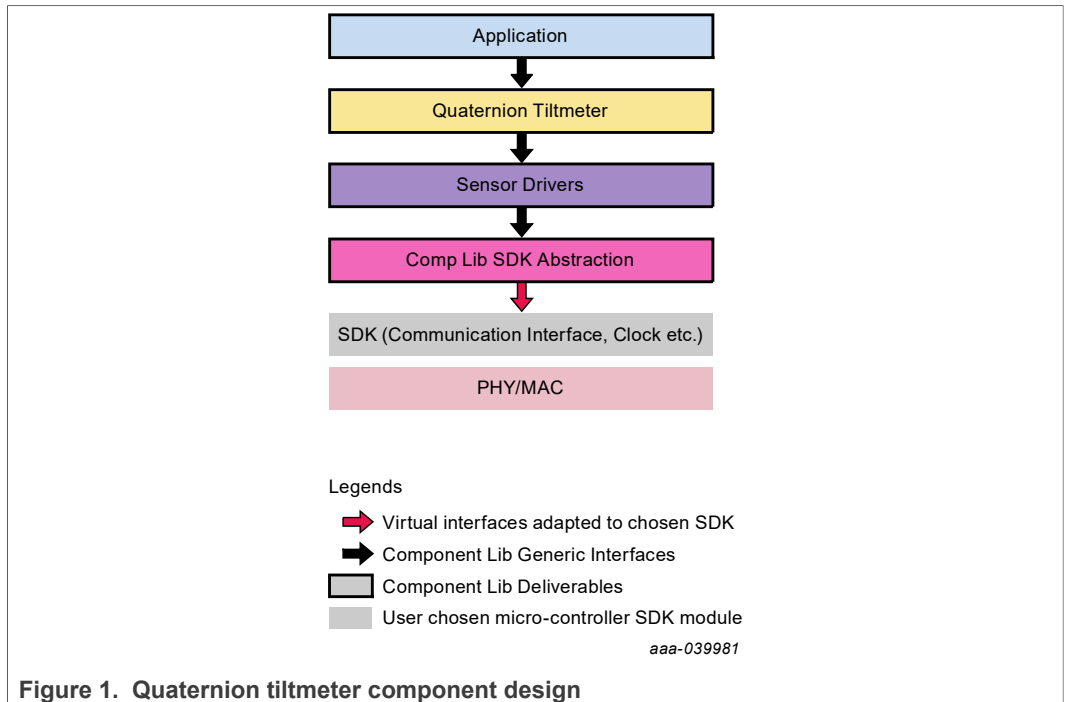 Application
Quaternion Tiltmeter
Sensor Drivers
Comp Lib SDK Abstraction
SDK (Communication Interface, Clock etc.)
PHY/MAC
Legends
Virtual interfaces adapted to chosen SDK
Component Lib Generic Interfaces
Component Lib Deliverables
User chosen micro-controller SDK module
aaa-039981
Figure 1. Quaternion tiltmeter component design